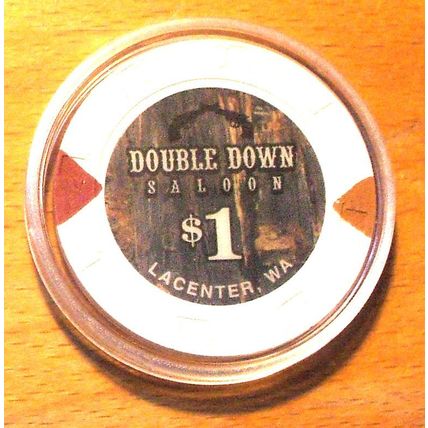 DOUBLE DOWN
SALOON
$1
LACENTER, WA